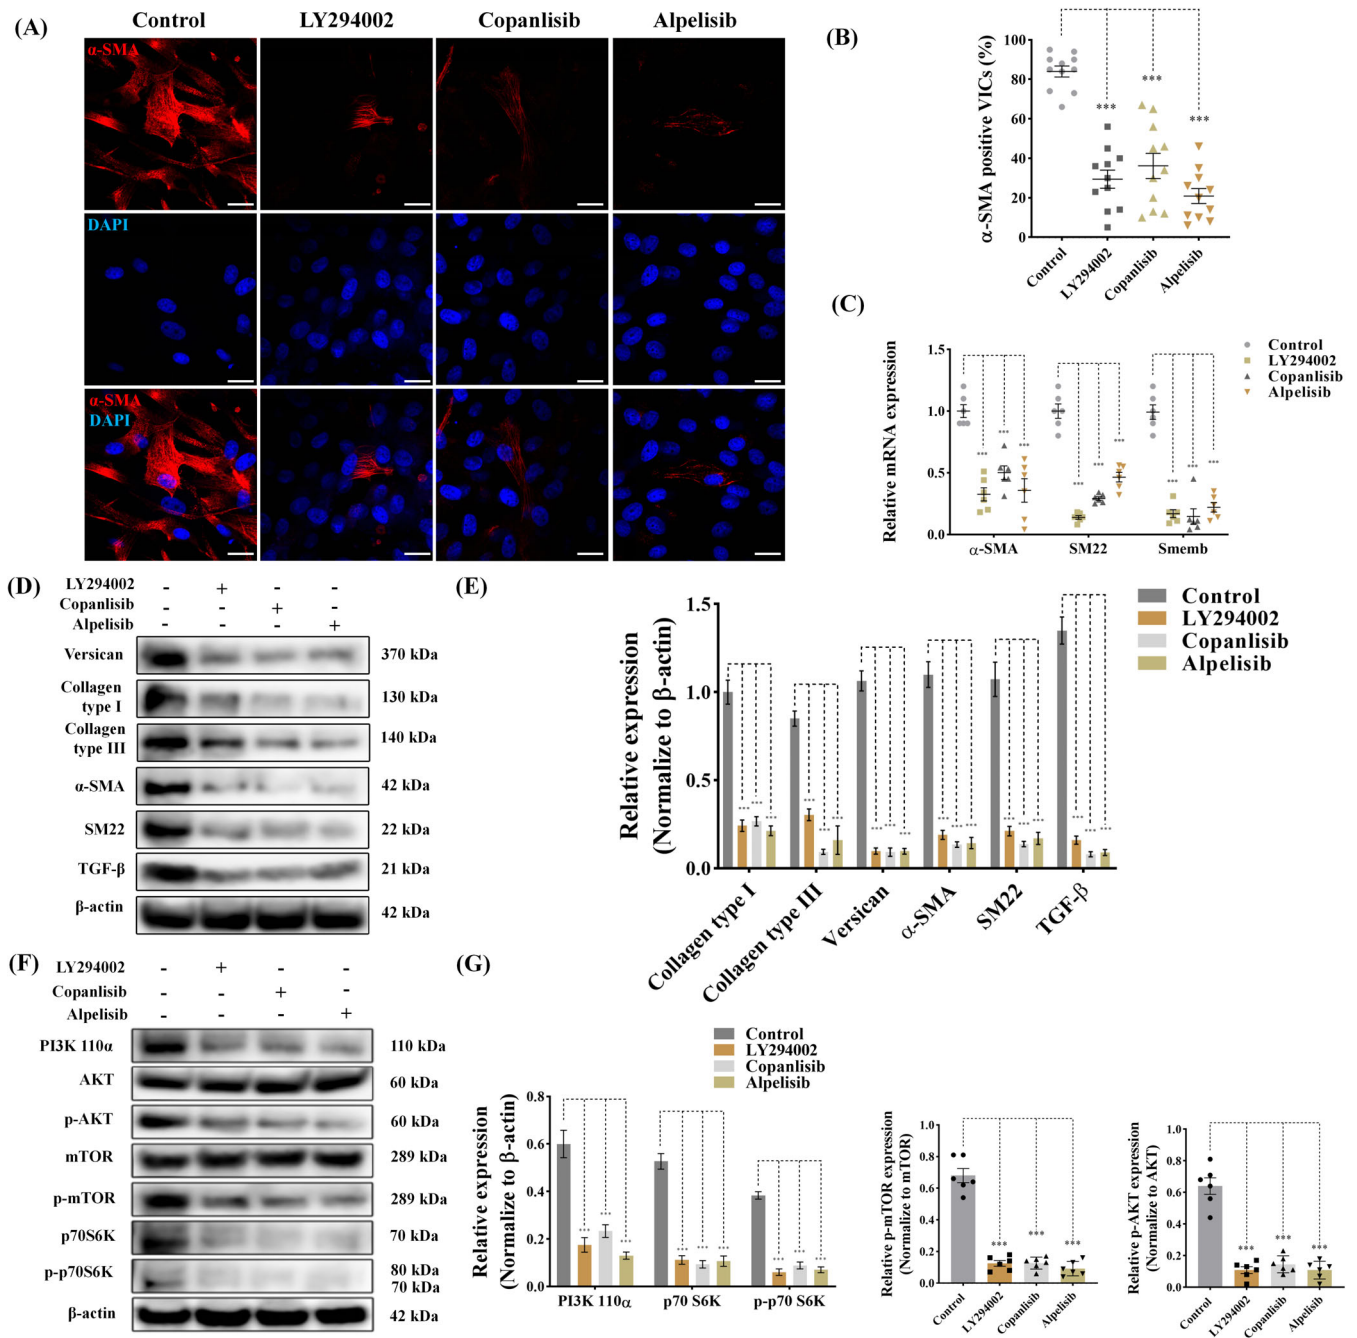 (A)
Control LY294002 Copanlisib Alpelisib
α-SMA
DAPI
α-SMA
DAPI
(B)
α-SMA positive VICs (%)
100
80
60
40
20
0
***
***
***
Control
LY294002
Copanlisib
Alpelisib
(C)
Relative mRNA expression
1.5
1.0
0.5
0.0
*** *** ***
*** *** ***
*** *** ***
α-SMA SM22 Smemb
Control
LY294002
Copanlisib
Alpelisib
(D)
LY294002 - + - -
Copanlisib - - + -
Alpelisib - - - +
Versican 370 kDa
Collagen
type I 130 kDa
Collagen
type III 140 kDa
α-SMA 42 kDa
SM22 22 kDa
TGF-β 21 kDa
β-actin 42 kDa
(E)
Relative expression
(Normalize to β-actin)
1.5
1.0
0.5
0.0
*** *** ***
*** *** ***
*** *** ***
*** *** ***
*** *** ***
*** *** ***
Collagen type I
Collagen type III
Versican
α-SMA
SM22
TGF-β
Control
LY294002
Copanlisib
Alpelisib
(F)
LY294002 - + - -
Copanlisib - - + -
Alpelisib - - - +
PI3K 110α 110 kDa
AKT 60 kDa
p-AKT 60 kDa
mTOR 289 kDa
p-mTOR 289 kDa
p70S6K 70 kDa
p-p70S6K 80 kDa
70 kDa
β-actin 42 kDa
(G)
Control
LY294002
Copanlisib
Alpelisib
Relative expression
(Normalize to β-actin)
0.8
0.6
0.4
0.2
0.0
*** *** ***
*** *** ***
*** *** ***
PI3K 110α p70 S6K p-p70 S6K
Relative p-mTOR expression
(Normalize to mTOR)
1.0
0.8
0.6
0.4
0.2
0.0
*** *** ***
Control
LY294002
Copanlisib
Alpelisib
Relative p-AKT expression
(Normalize to AKT)
1.0
0.8
0.6
0.4
0.2
0.0
*** *** ***
Control
LY294002
Copanlisib
Alpelisib